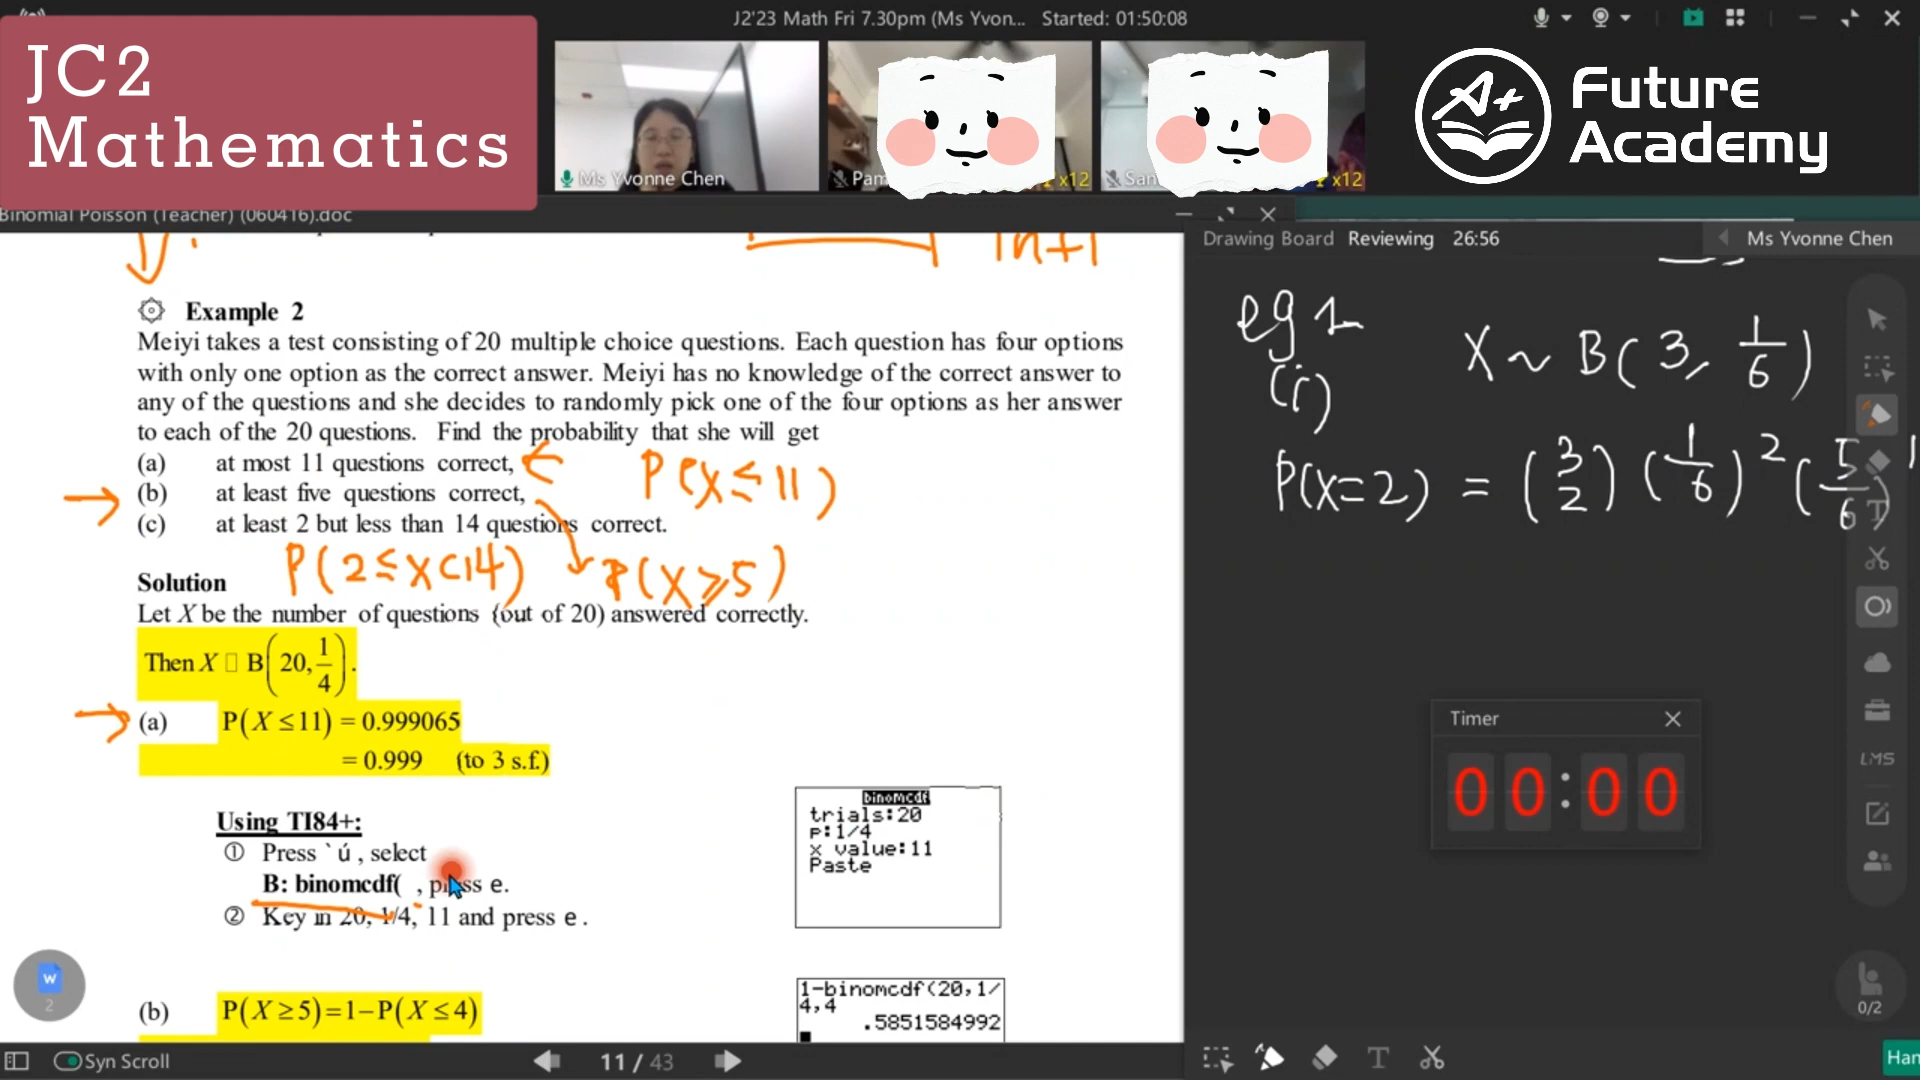 J2'23 Math Fri 7.30pm (Ms Yvon... Started: 01:50:08
JC2
Mathematics
Ms Yvonne Chen
Pam
x12
San
x12
A+
Future
Academy
Binomial Poisson (Teacher) (060416).doc
Drawing Board Reviewing 26:56
Ms Yvonne Chen
Example 2
Meiyi takes a test consisting of 20 multiple choice questions. Each question has four options
with only one option as the correct answer. Meiyi has no knowledge of the correct answer to
any of the questions and she decides to randomly pick one of the four options as her answer
to each of the 20 questions. Find the probability that she will get
(a) at most 11 questions correct,
P(X≤11)
(b) at least five questions correct,
(c) at least 2 but less than 14 questions correct.
P(2≤X<14)
P(X≥5)
Solution
Let X be the number of questions (out of 20) answered correctly.
Then X □ B(20, 1/4).
(a) P(X ≤ 11) = 0.999065
= 0.999 (to 3 s.f.)
Using TI84+:
① Press `ú , select
B: binomcdf( , press e.
② Key in 20, 1/4, 11 and press e .
binomcdf
trials:20
p:1/4
x value:11
Paste
(b) P(X ≥ 5) = 1 − P(X ≤ 4)
1-binomcdf(20,1/
4,4
.5851584992
eg 1
(i)
X ~ B(3, 1/6)
P(X=2) = (3 2) (1/6)^2 (5/6)^1
Timer
00:00
T
LMS
W
2
0/2
Syn Scroll
11 / 43
T
Han